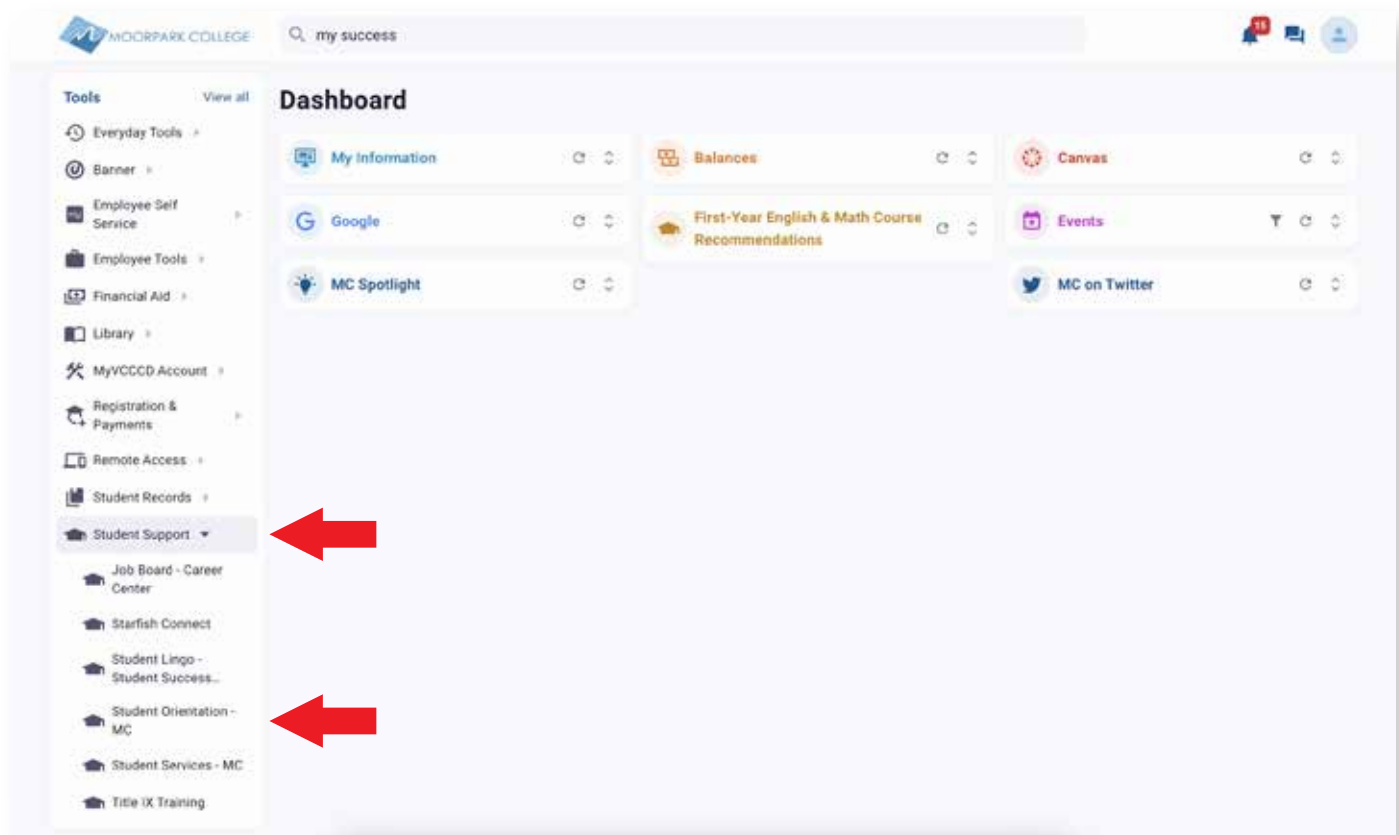 MOORPARK COLLEGE
my success
15
Tools View all
Everyday Tools
Banner
Employee Self
Service
Employee Tools
Financial Aid
Library
MyVCCCD Account
Registration &
Payments
Remote Access
Student Records
Student Support
Job Board - Career
Center
Starfish Connect
Student Lingo -
Student Success...
Student Orientation -
MC
Student Services - MC
Title IX Training
Dashboard
My Information
Balances
Canvas
Google
First-Year English & Math Course
Recommendations
Events
MC Spotlight
MC on Twitter